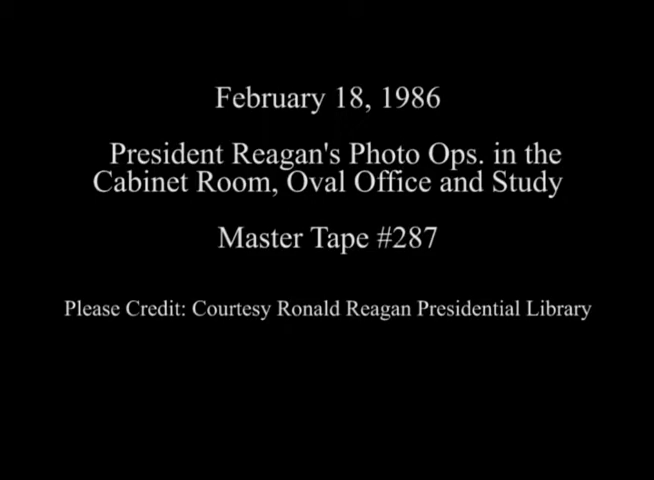 February 18, 1986
President Reagan's Photo Ops. in the
Cabinet Room, Oval Office and Study
Master Tape #287
Please Credit: Courtesy Ronald Reagan Presidential Library